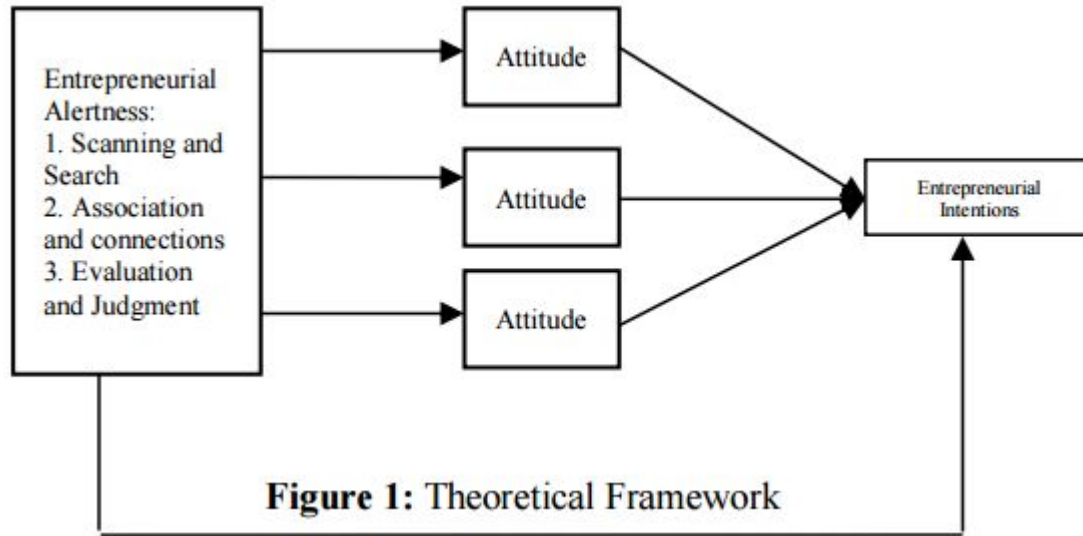 Entrepreneurial
Alertness:
1. Scanning and
Search
2. Association
and connections
3. Evaluation
and Judgment
Attitude
Attitude
Attitude
Entrepreneurial
Intentions
Figure 1: Theoretical Framework